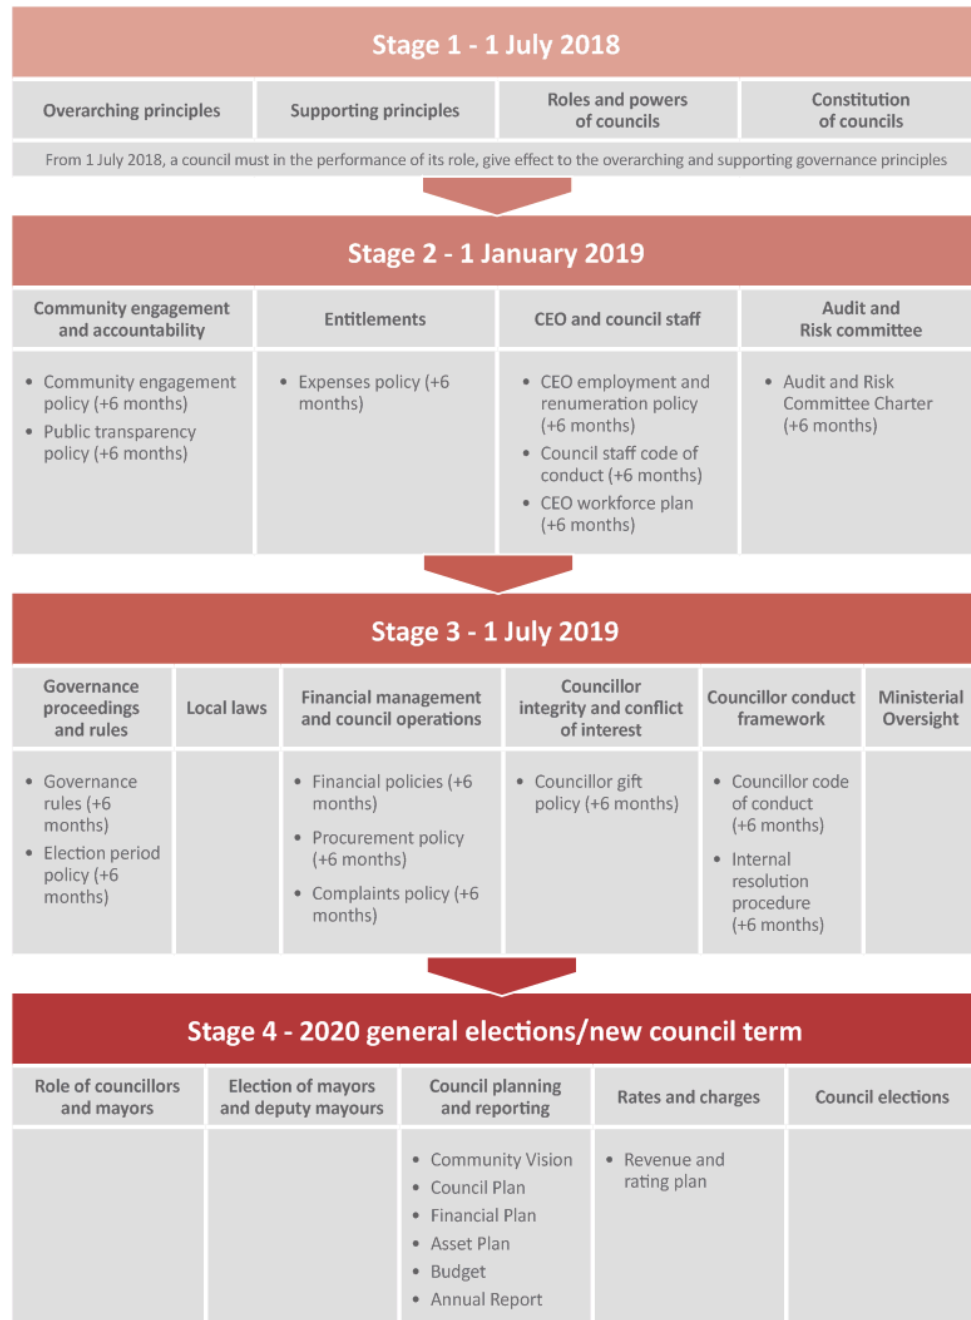 Stage 1 - 1 July 2018
Overarching principles
Supporting principles
Roles and powers
of councils
Constitution
of councils
From 1 July 2018, a council must in the performance of its role, give effect to the overarching and supporting governance principles
Stage 2 - 1 January 2019
Community engagement
and accountability
Entitlements
CEO and council staff
Audit and
Risk committee
• Community engagement
policy (+6 months)
• Public transparency
policy (+6 months)
• Expenses policy (+6
months)
• CEO employment and
renumeration policy
(+6 months)
• Council staff code of
conduct (+6 months)
• CEO workforce plan
(+6 months)
• Audit and Risk
Committee Charter
(+6 months)
Stage 3 - 1 July 2019
Governance
proceedings
and rules
Local laws
Financial management
and council operations
Councillor
integrity and conflict
of interest
Councillor conduct
framework
Ministerial
Oversight
• Governance
rules (+6
months)
• Election period
policy (+6
months)
• Financial policies (+6
months)
• Procurement policy
(+6 months)
• Complaints policy (+6
months)
• Councillor gift
policy (+6 months)
• Councillor code
of conduct
(+6 months)
• Internal
resolution
procedure
(+6 months)
Stage 4 - 2020 general elections/new council term
Role of councillors
and mayors
Election of mayors
and deputy mayours
Council planning
and reporting
Rates and charges
Council elections
• Community Vision
• Council Plan
• Financial Plan
• Asset Plan
• Budget
• Annual Report
• Revenue and
rating plan